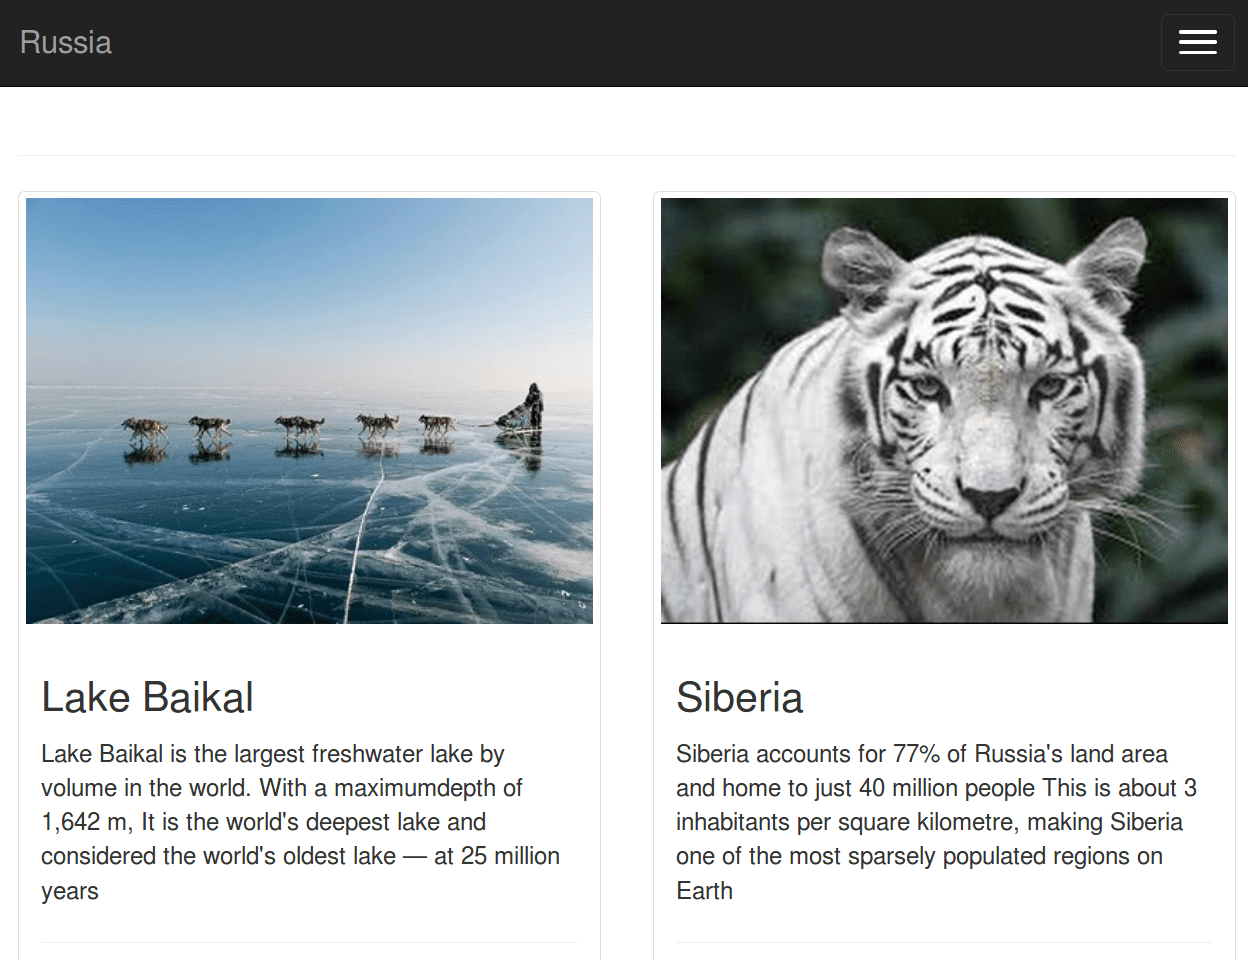 Russia
Lake Baikal
Lake Baikal is the largest freshwater lake by
volume in the world. With a maximumdepth of
1,642 m, It is the world's deepest lake and
considered the world's oldest lake — at 25 million
years
Siberia
Siberia accounts for 77% of Russia's land area
and home to just 40 million people This is about 3
inhabitants per square kilometre, making Siberia
one of the most sparsely populated regions on
Earth